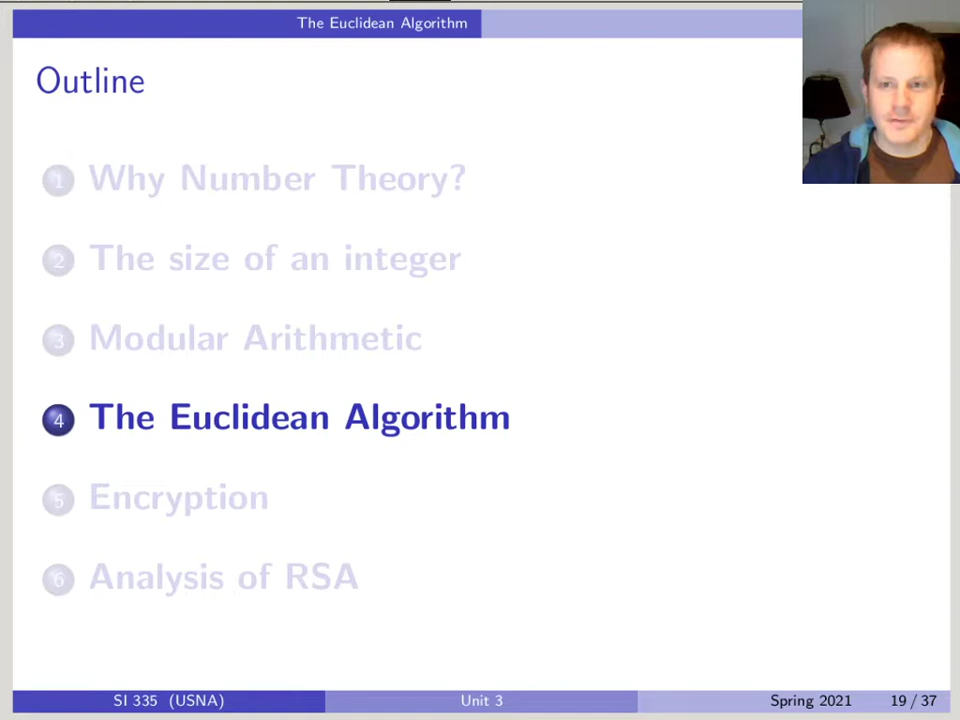 The Euclidean Algorithm
Outline
1 Why Number Theory?
2 The size of an integer
3 Modular Arithmetic
4 The Euclidean Algorithm
5 Encryption
6 Analysis of RSA
SI 335 (USNA) Unit 3 Spring 2021 19 / 37